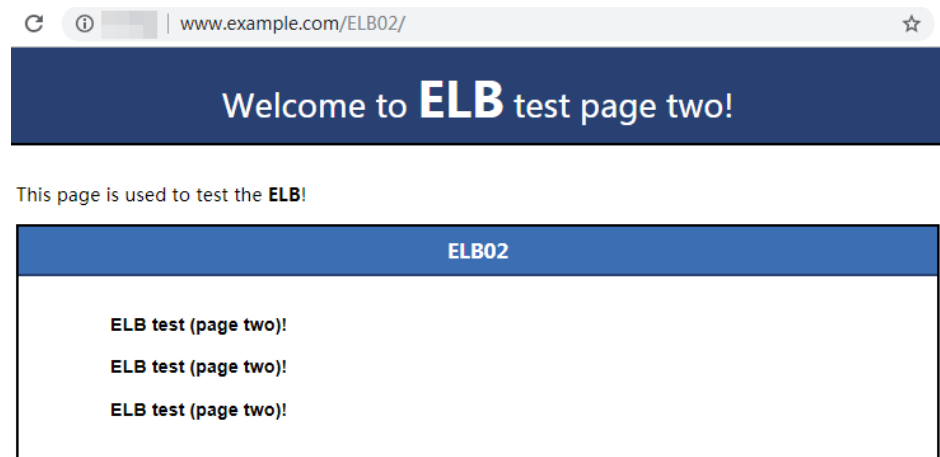 www.example.com/ELB02/
Welcome to ELB test page two!
This page is used to test the ELB!
ELB02
ELB test (page two)!
ELB test (page two)!
ELB test (page two)!